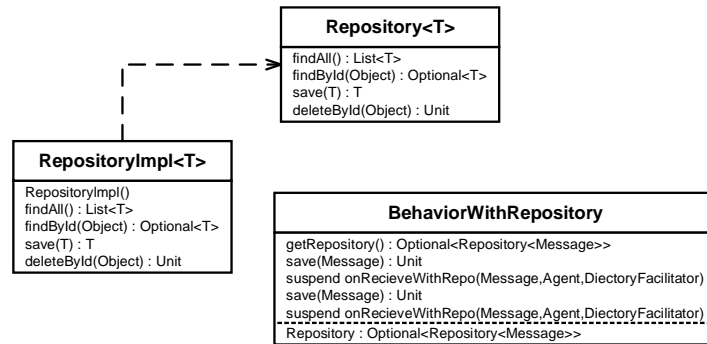 Repository<T>
findAll() : List<T>
findById(Object) : Optional<T>
save(T) : T
deleteById(Object) : Unit
RepositoryImpl<T>
RepositoryImpl()
findAll() : List<T>
findById(Object) : Optional<T>
save(T) : T
deleteById(Object) : Unit
BehaviorWithRepository
getRepository() : Optional<Repository<Message>>
save(Message) : Unit
suspend onRecieveWithRepo(Message,Agent,DiectoryFacilitator)
save(Message) : Unit
suspend onRecieveWithRepo(Message,Agent,DiectoryFacilitator)
Repository : Optional<Repository<Message>>